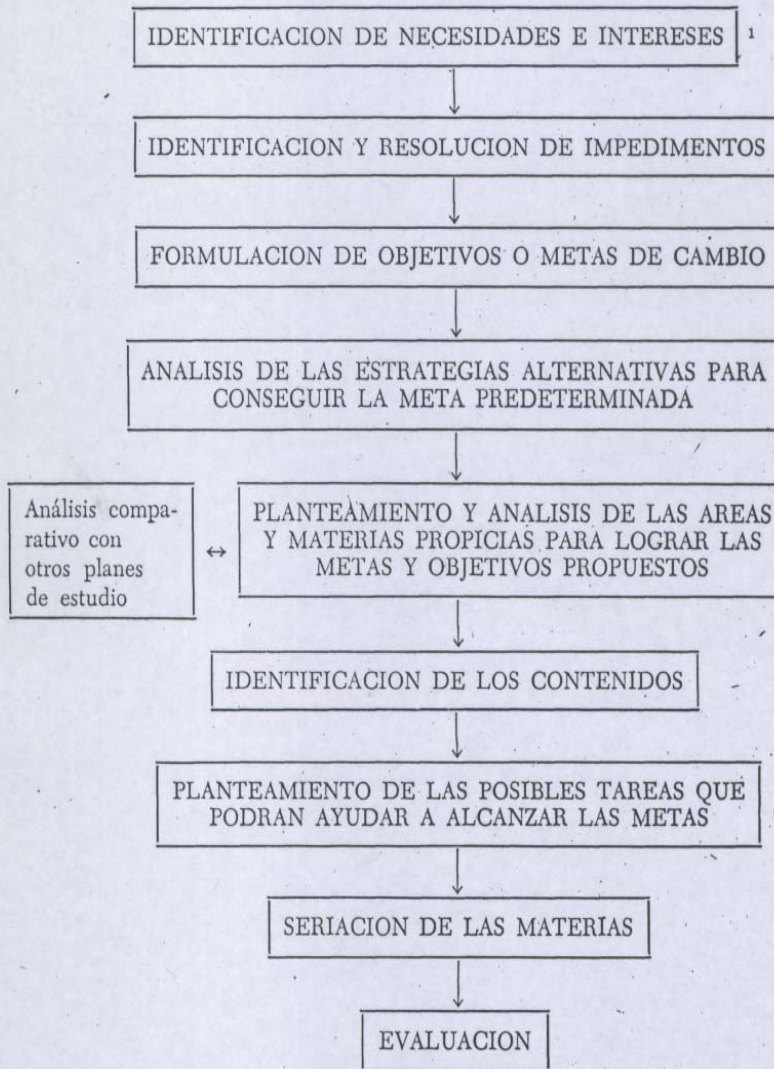 IDENTIFICACION DE NECESIDADES E INTERESES 1
IDENTIFICACION Y RESOLUCION DE IMPEDIMENTOS
FORMULACION DE OBJETIVOS O METAS DE CAMBIO
ANALISIS DE LAS ESTRATEGIAS ALTERNATIVAS PARA
CONSEGUIR LA META PREDETERMINADA
Análisis compa-
rativo con
otros planes
de estudio
↔
PLANTEAMIENTO Y ANALISIS DE LAS AREAS
Y MATERIAS PROPICIAS PARA LOGRAR LAS
METAS Y OBJETIVOS PROPUESTOS
IDENTIFICACION DE LOS CONTENIDOS
PLANTEAMIENTO DE LAS POSIBLES TAREAS QUE
PODRAN AYUDAR A ALCANZAR LAS METAS
SERIACION DE LAS MATERIAS
EVALUACION